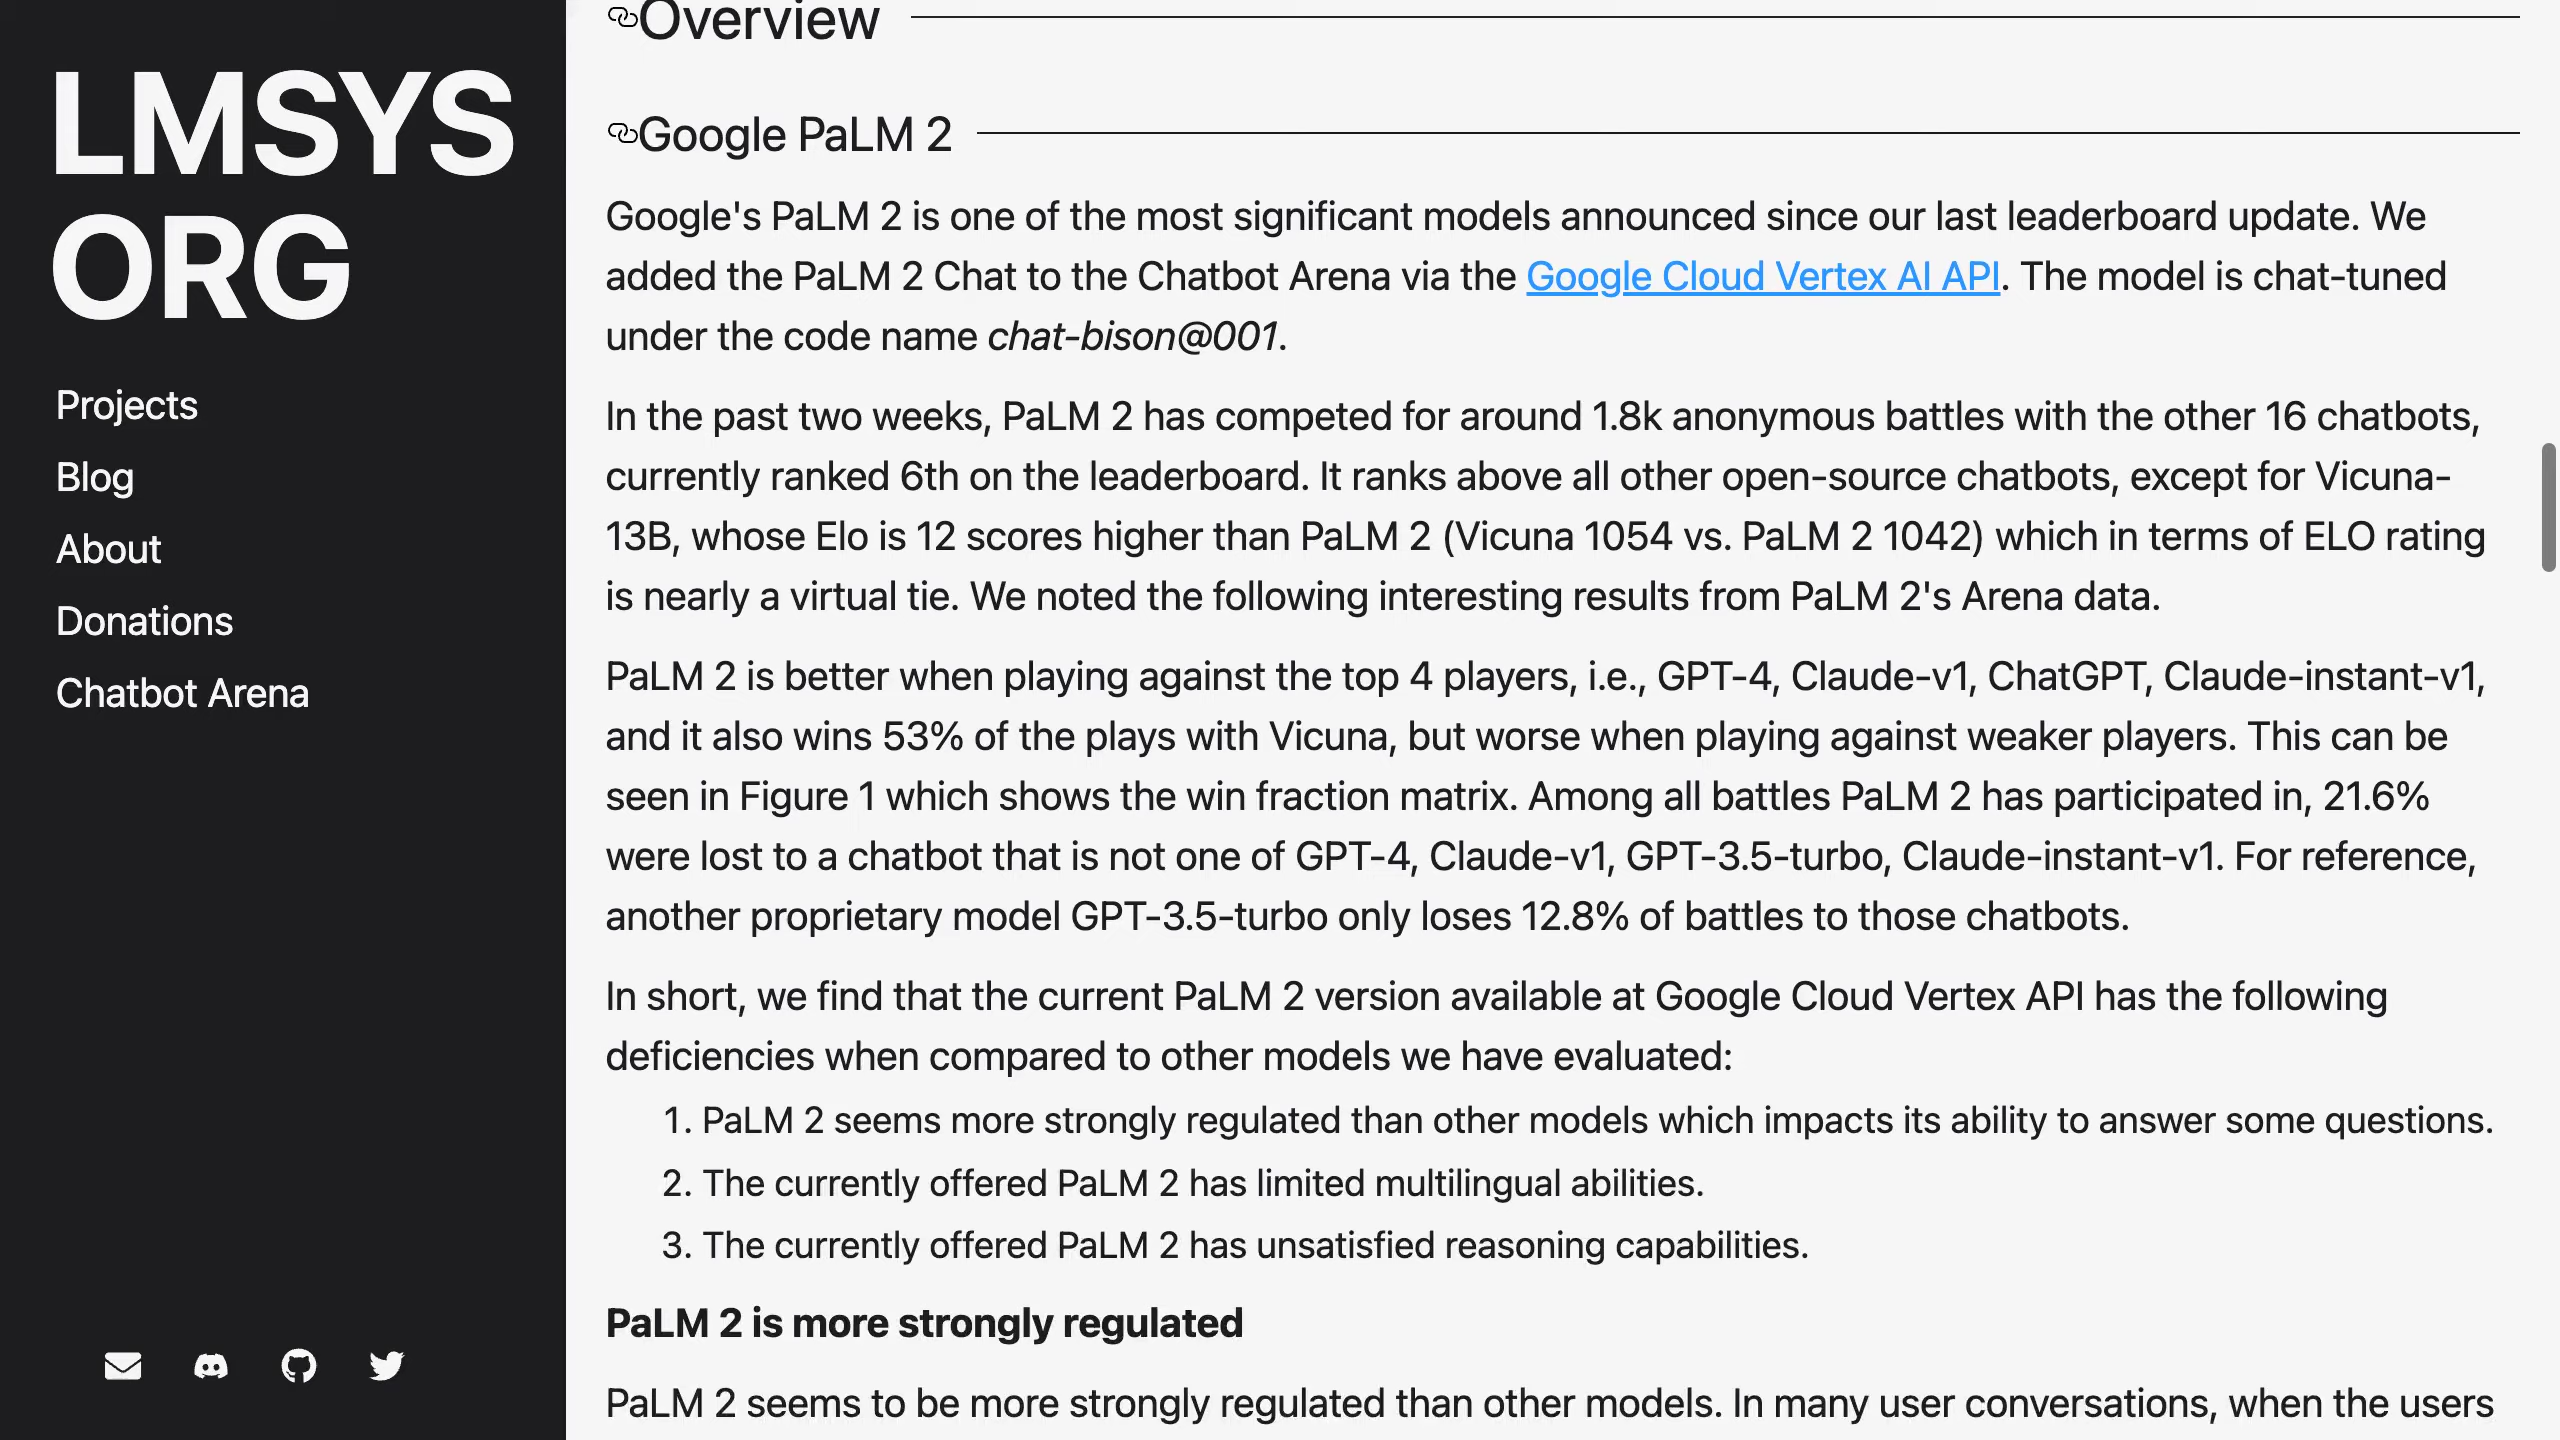 LMSYS
ORG
Projects
Blog
About
Donations
Chatbot Arena
Overview
Google PaLM 2
Google's PaLM 2 is one of the most significant models announced since our last leaderboard update. We
added the PaLM 2 Chat to the Chatbot Arena via the Google Cloud Vertex AI API. The model is chat-tuned
under the code name chat-bison@001.
In the past two weeks, PaLM 2 has competed for around 1.8k anonymous battles with the other 16 chatbots,
currently ranked 6th on the leaderboard. It ranks above all other open-source chatbots, except for Vicuna-
13B, whose Elo is 12 scores higher than PaLM 2 (Vicuna 1054 vs. PaLM 2 1042) which in terms of ELO rating
is nearly a virtual tie. We noted the following interesting results from PaLM 2's Arena data.
PaLM 2 is better when playing against the top 4 players, i.e., GPT-4, Claude-v1, ChatGPT, Claude-instant-v1,
and it also wins 53% of the plays with Vicuna, but worse when playing against weaker players. This can be
seen in Figure 1 which shows the win fraction matrix. Among all battles PaLM 2 has participated in, 21.6%
were lost to a chatbot that is not one of GPT-4, Claude-v1, GPT-3.5-turbo, Claude-instant-v1. For reference,
another proprietary model GPT-3.5-turbo only loses 12.8% of battles to those chatbots.
In short, we find that the current PaLM 2 version available at Google Cloud Vertex API has the following
deficiencies when compared to other models we have evaluated:
1. PaLM 2 seems more strongly regulated than other models which impacts its ability to answer some questions.
2. The currently offered PaLM 2 has limited multilingual abilities.
3. The currently offered PaLM 2 has unsatisfied reasoning capabilities.
PaLM 2 is more strongly regulated
PaLM 2 seems to be more strongly regulated than other models. In many user conversations, when the users